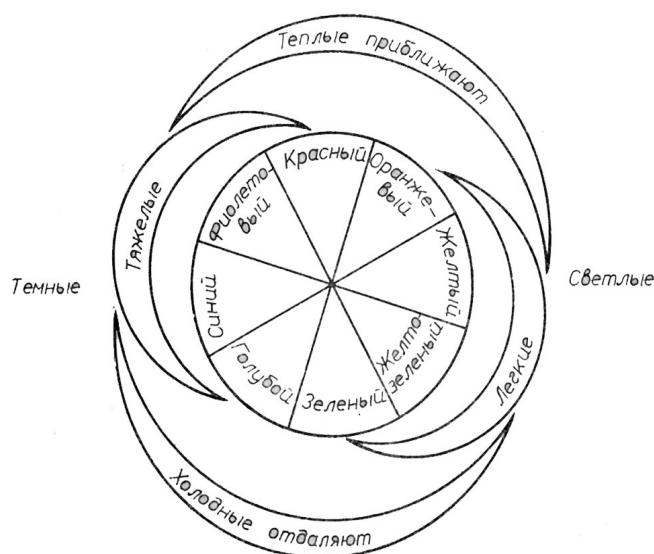 Теплые приближают
Тяжелые
Красный
Оранже-
вый
Фиолето-
вый
Желтый
Темные
Светлые
Синий
Желто-
зеленый
Голубой
Зеленый
Легкие
Холодные отдаляют